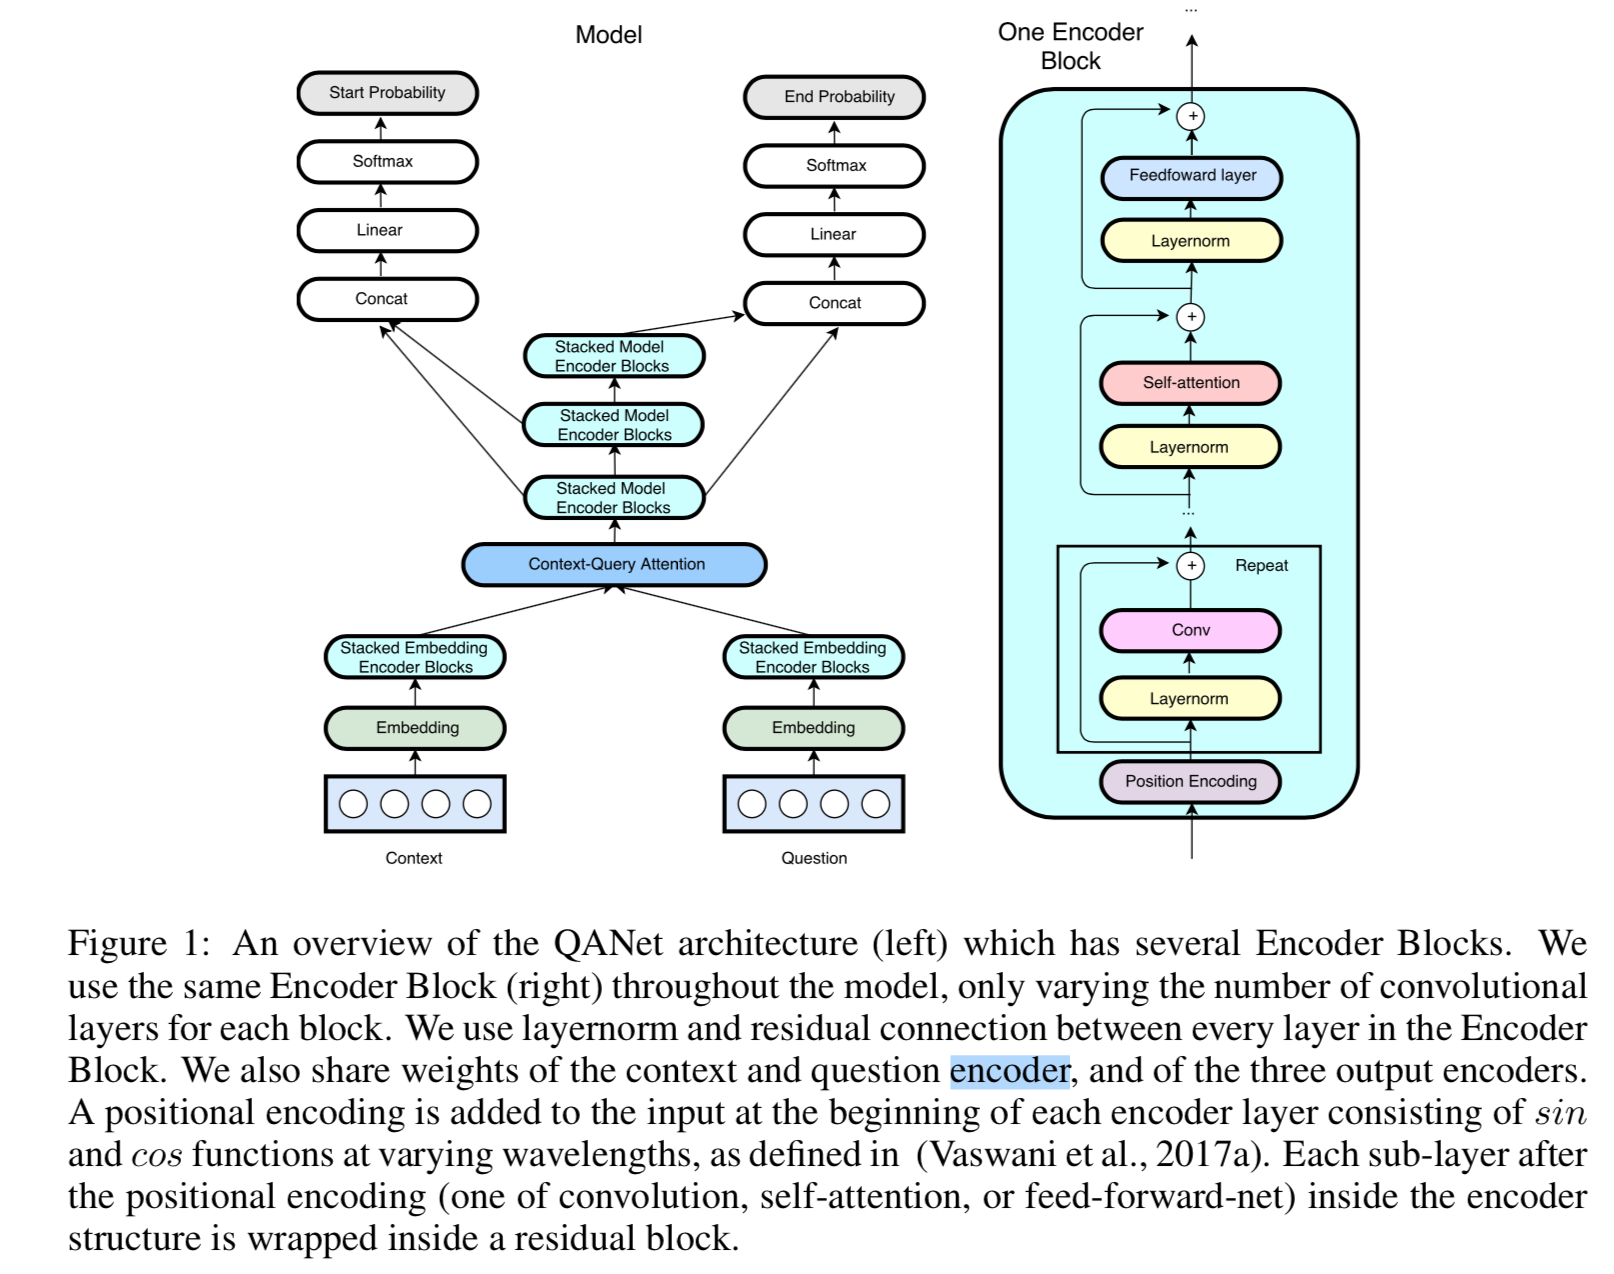 Model
One Encoder
Block
...
Start Probability
Softmax
Linear
Concat
End Probability
Softmax
Linear
Concat
Stacked Model
Encoder Blocks
Stacked Model
Encoder Blocks
Stacked Model
Encoder Blocks
Context-Query Attention
Stacked Embedding
Encoder Blocks
Stacked Embedding
Encoder Blocks
Embedding
Embedding
Context
Question
+
Feedfoward layer
Layernorm
+
Self-attention
Layernorm
...
+
Repeat
Conv
Layernorm
Position Encoding
Figure 1: An overview of the QANet architecture (left) which has several Encoder Blocks. We
use the same Encoder Block (right) throughout the model, only varying the number of convolutional
layers for each block. We use layernorm and residual connection between every layer in the Encoder
Block. We also share weights of the context and question encoder, and of the three output encoders.
A positional encoding is added to the input at the beginning of each encoder layer consisting of sin
and cos functions at varying wavelengths, as defined in (Vaswani et al., 2017a). Each sub-layer after
the positional encoding (one of convolution, self-attention, or feed-forward-net) inside the encoder
structure is wrapped inside a residual block.